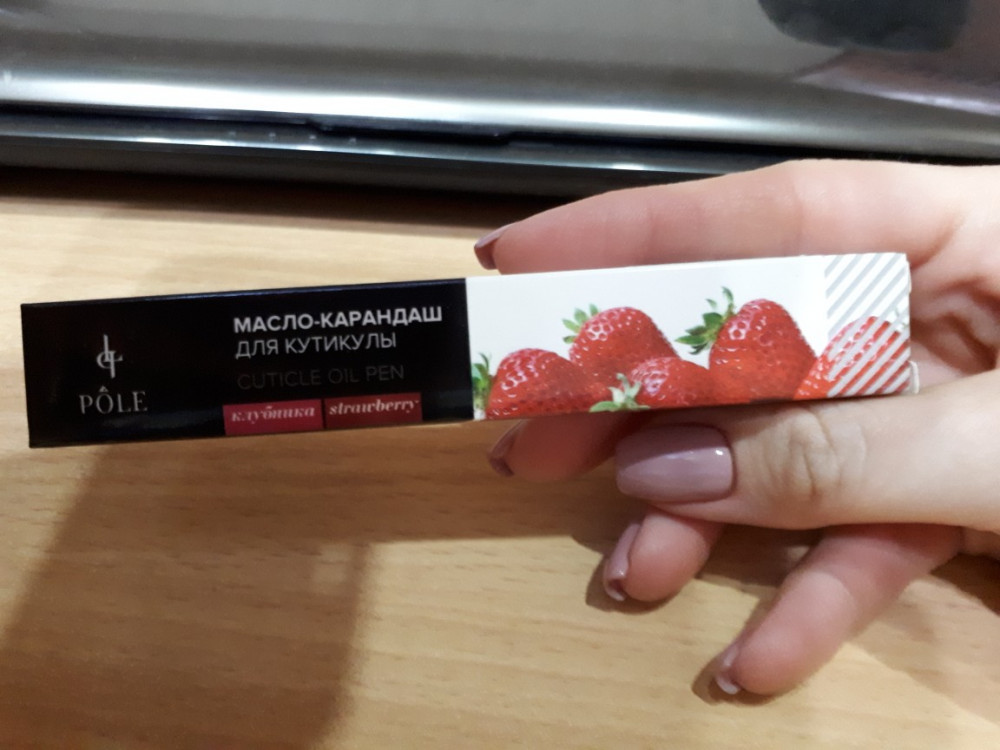 PÔLE
МАСЛО-КАРАНДАШ
ДЛЯ КУТИКУЛЫ
CUTICLE OIL PEN
клубника strawberry